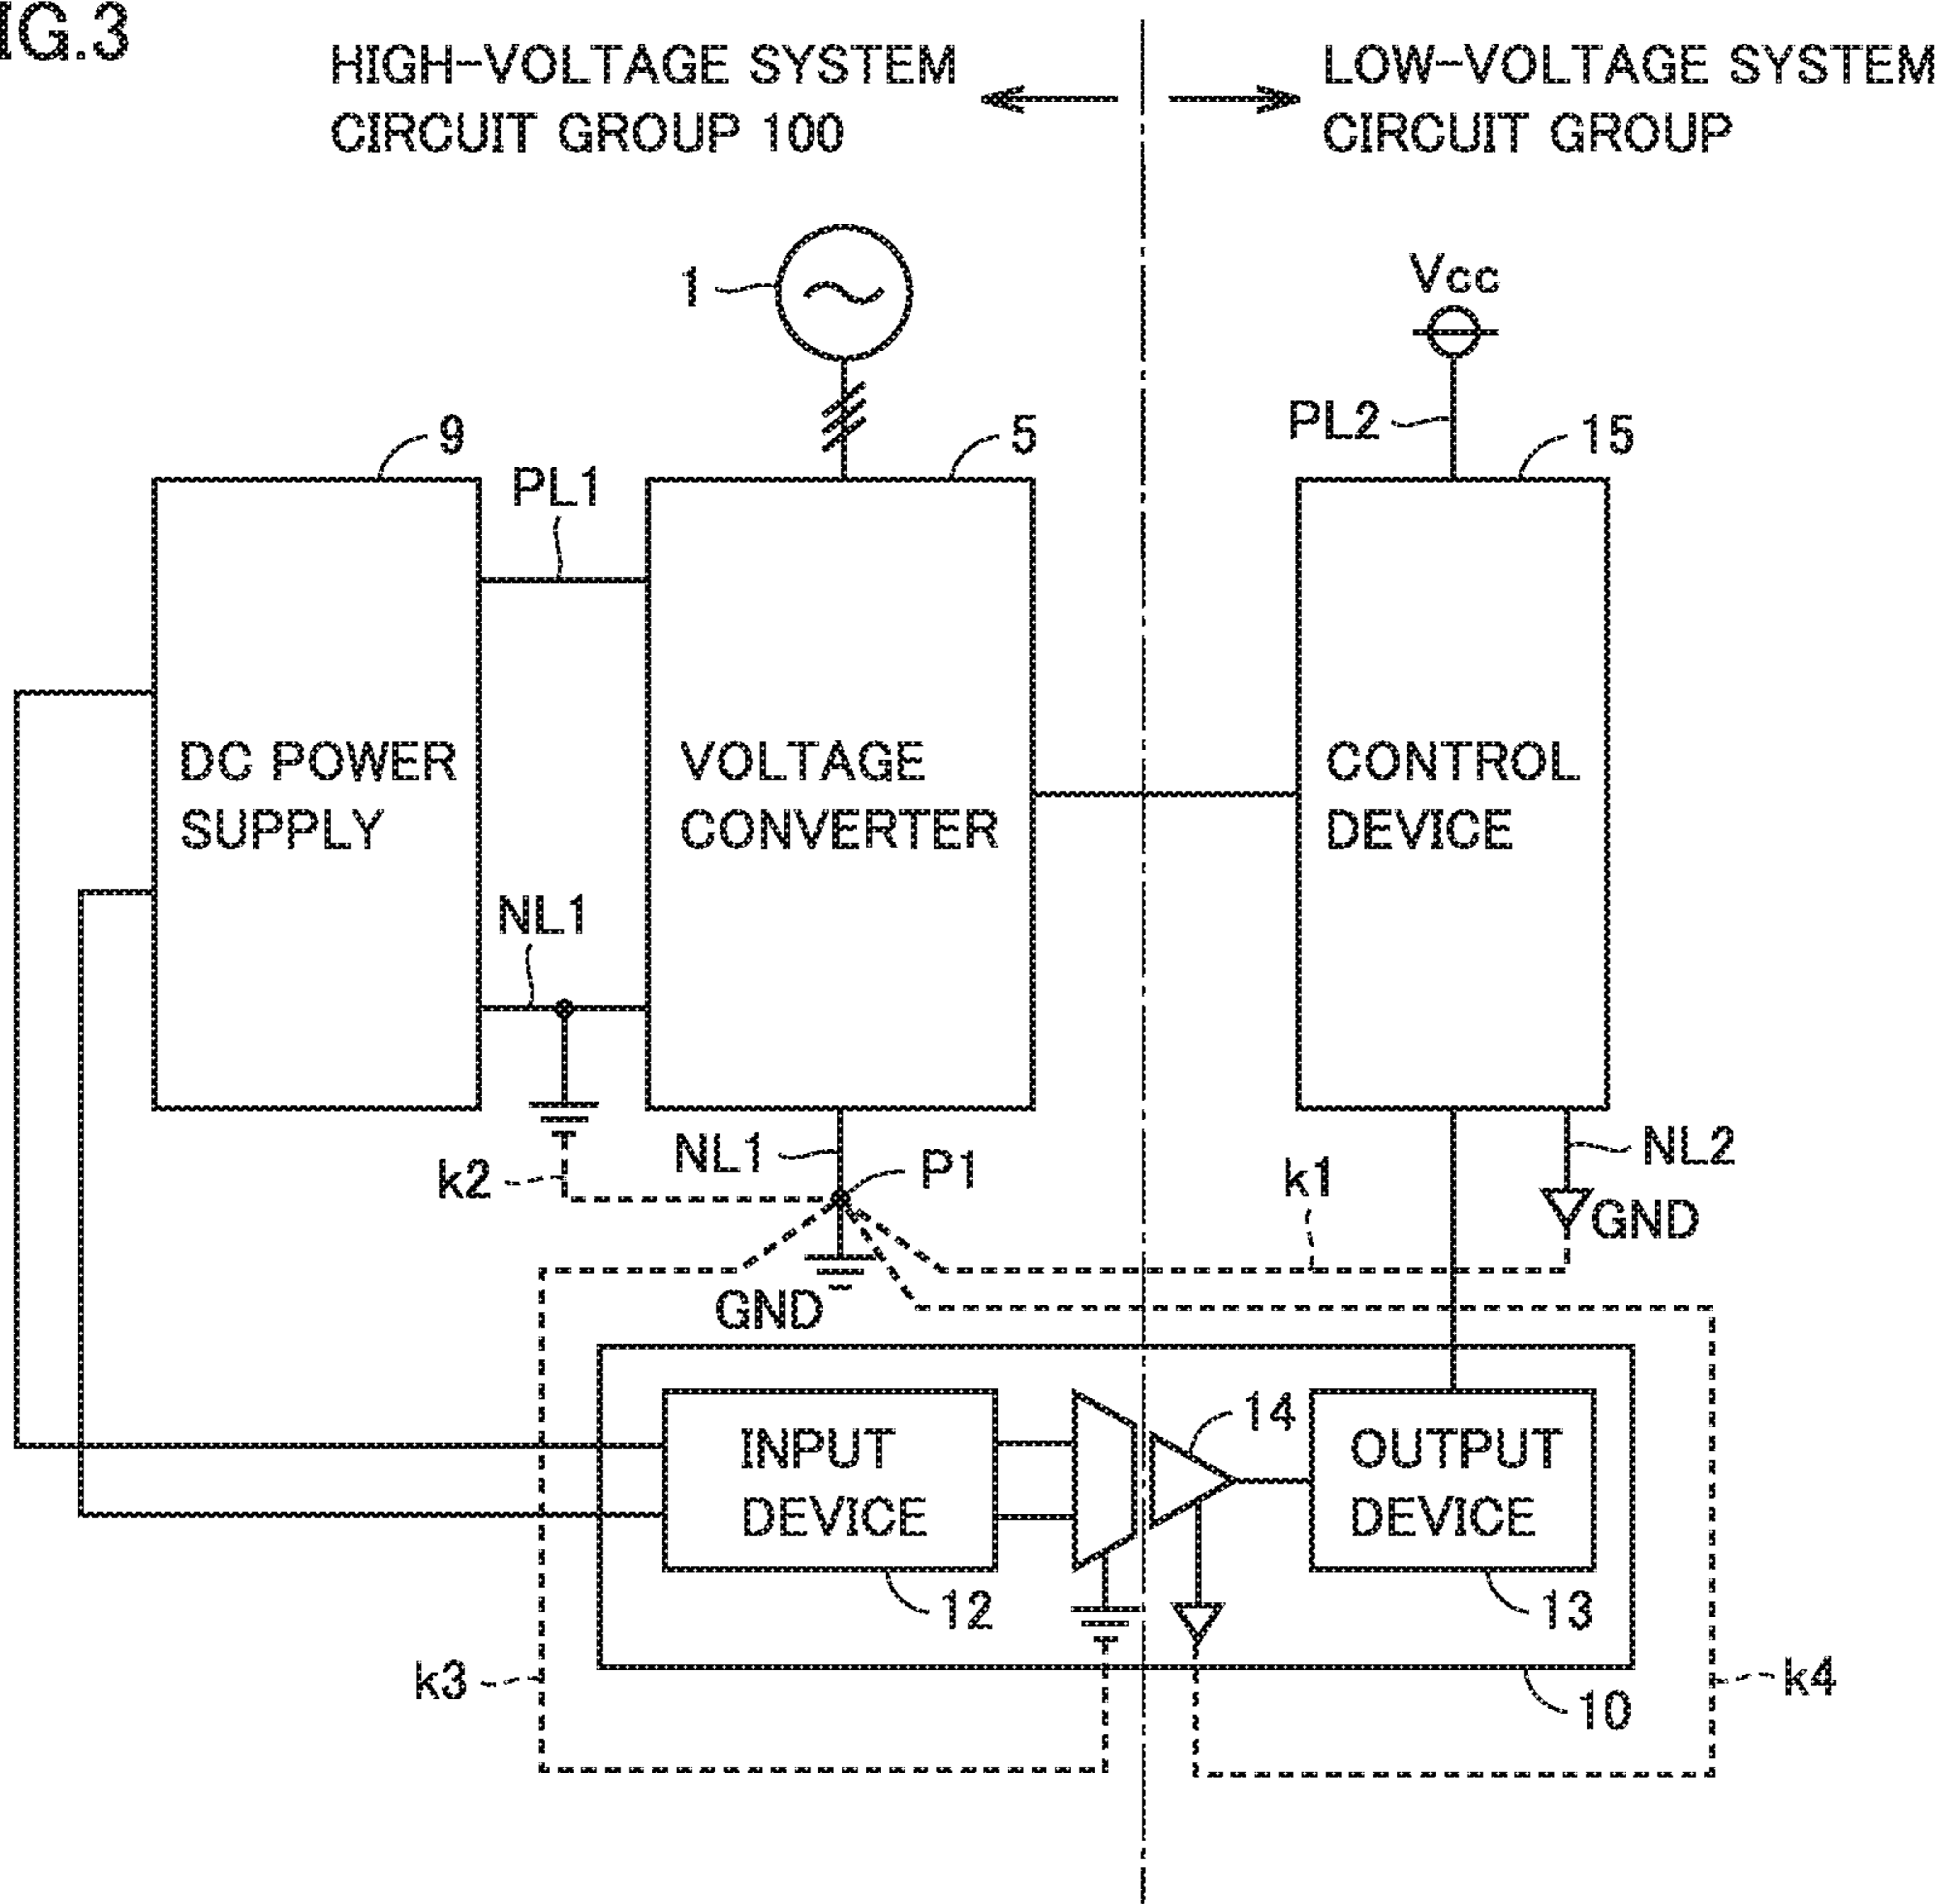 IG.3
HIGH-VOLTAGE SYSTEM
CIRCUIT GROUP 100
LOW-VOLTAGE SYSTEM
CIRCUIT GROUP
1
Vcc
PL2
9
PL1
5
15
DC POWER
SUPPLY
VOLTAGE
CONVERTER
CONTROL
DEVICE
NL1
k2
NL1
P1
k1
NL2
GND
GND
INPUT
DEVICE
14
OUTPUT
DEVICE
12
13
k3
10
k4